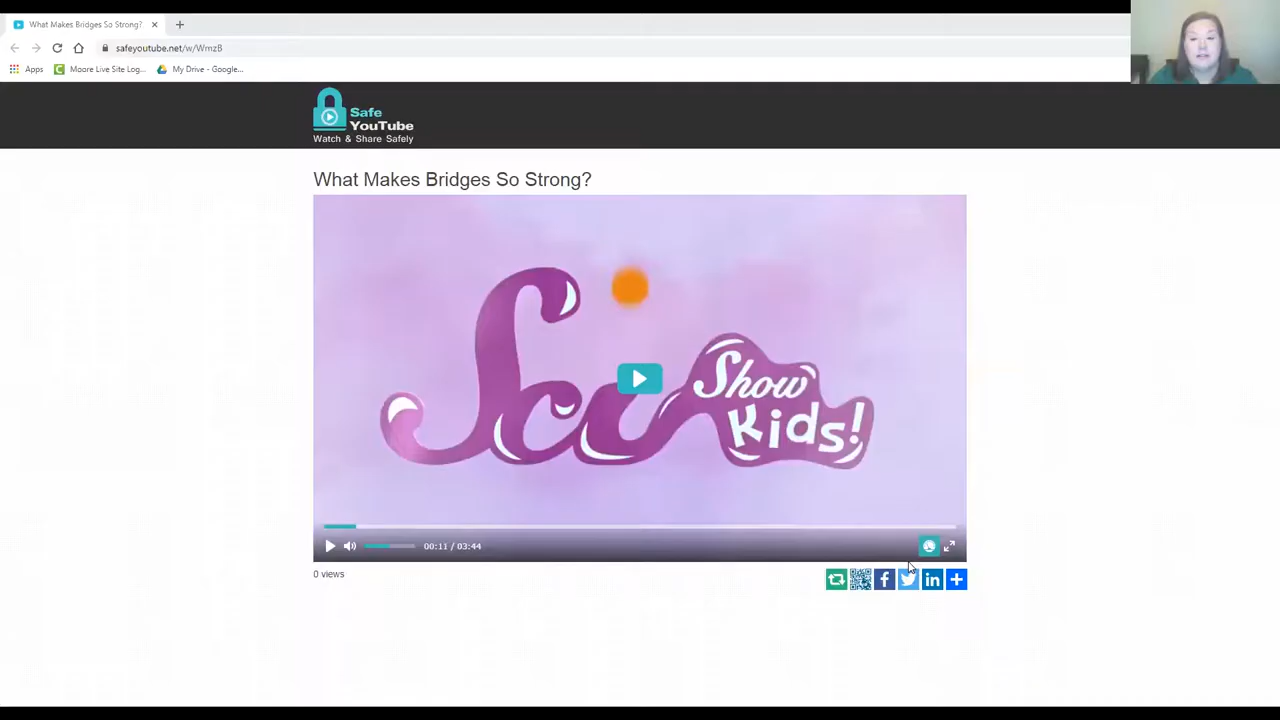 What Makes Bridges So Strong?
safeyoutube.net/w/WmzB
Apps
Moore Live Site Log...
My Drive - Google...
Safe
YouTube
Watch & Share Safely
What Makes Bridges So Strong?
Sci
Show
Kids!
00:11 / 03:44
0 views